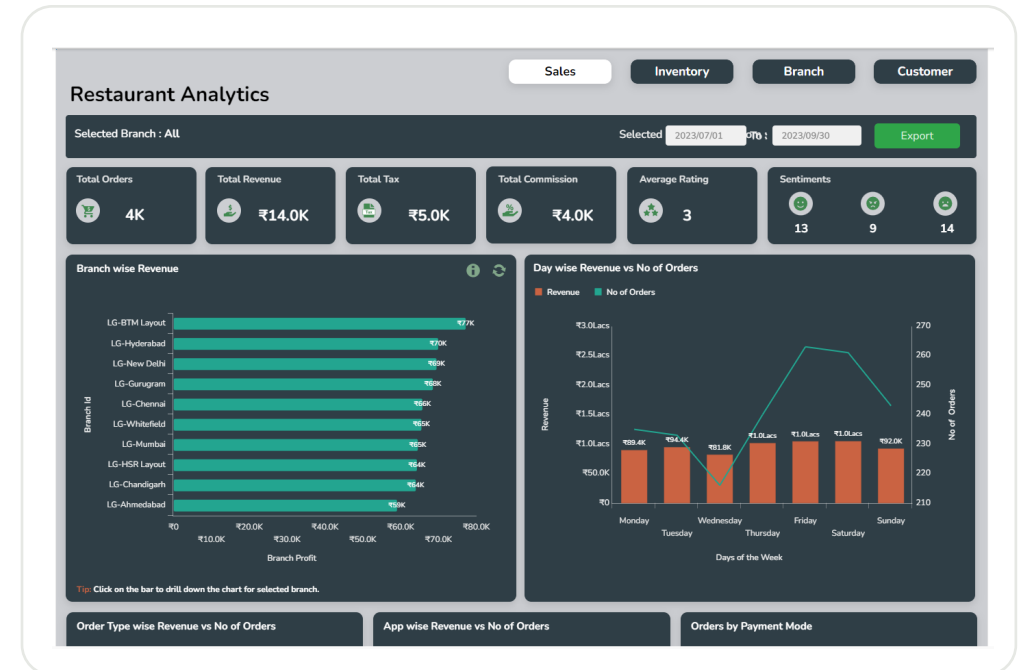 Sales
Inventory
Branch
Customer
Restaurant Analytics
Selected Branch : All
Selected
2023/07/01
To :
2023/09/30
Export
Total Orders
4K
Total Revenue
₹14.0K
Total Tax
Tax
₹5.0K
Total Commission
₹4.0K
Average Rating
3
Sentiments
13
9
14
Branch wise Revenue
LG-BTM Layout
₹77K
LG-Hyderabad
₹70K
LG-New Delhi
₹69K
LG-Gurugram
₹68K
LG-Chennai
₹66K
LG-Whitefield
₹65K
LG-Mumbai
₹65K
LG-HSR Layout
₹64K
LG-Chandigarh
₹64K
LG-Ahmedabad
₹59K
Branch Id
₹0
₹10.0K
₹20.0K
₹30.0K
₹40.0K
₹50.0K
₹60.0K
₹70.0K
₹80.0K
Branch Profit
Tip: Click on the bar to drill down the chart for selected branch.
Day wise Revenue vs No of Orders
Revenue
No of Orders
₹3.0Lacs
₹2.5Lacs
₹2.0Lacs
₹1.5Lacs
₹1.0Lacs
₹50.0K
₹0
Revenue
₹89.4K
₹94.4K
₹81.8K
₹1.0Lacs
₹1.0Lacs
₹1.0Lacs
₹92.0K
270
260
250
240
230
220
210
No of Orders
Monday
Tuesday
Wednesday
Thursday
Friday
Saturday
Sunday
Days of the Week
Order Type wise Revenue vs No of Orders
App wise Revenue vs No of Orders
Orders by Payment Mode